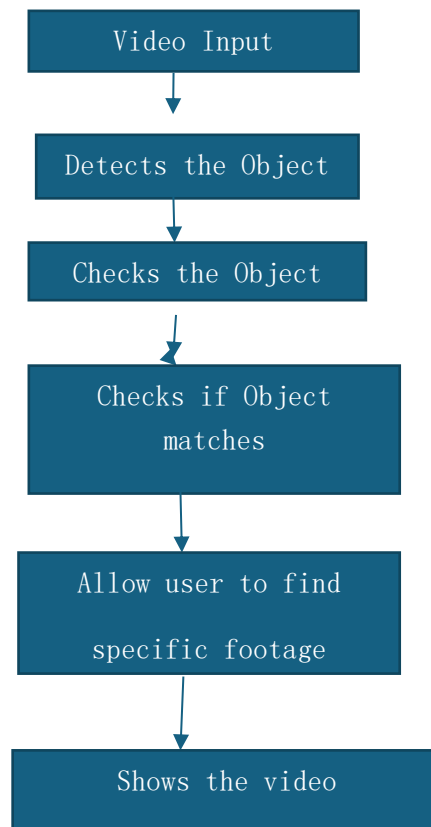 Video Input
Detects the Object
Checks the Object
Checks if Object
matches
Allow user to find
specific footage
Shows the video